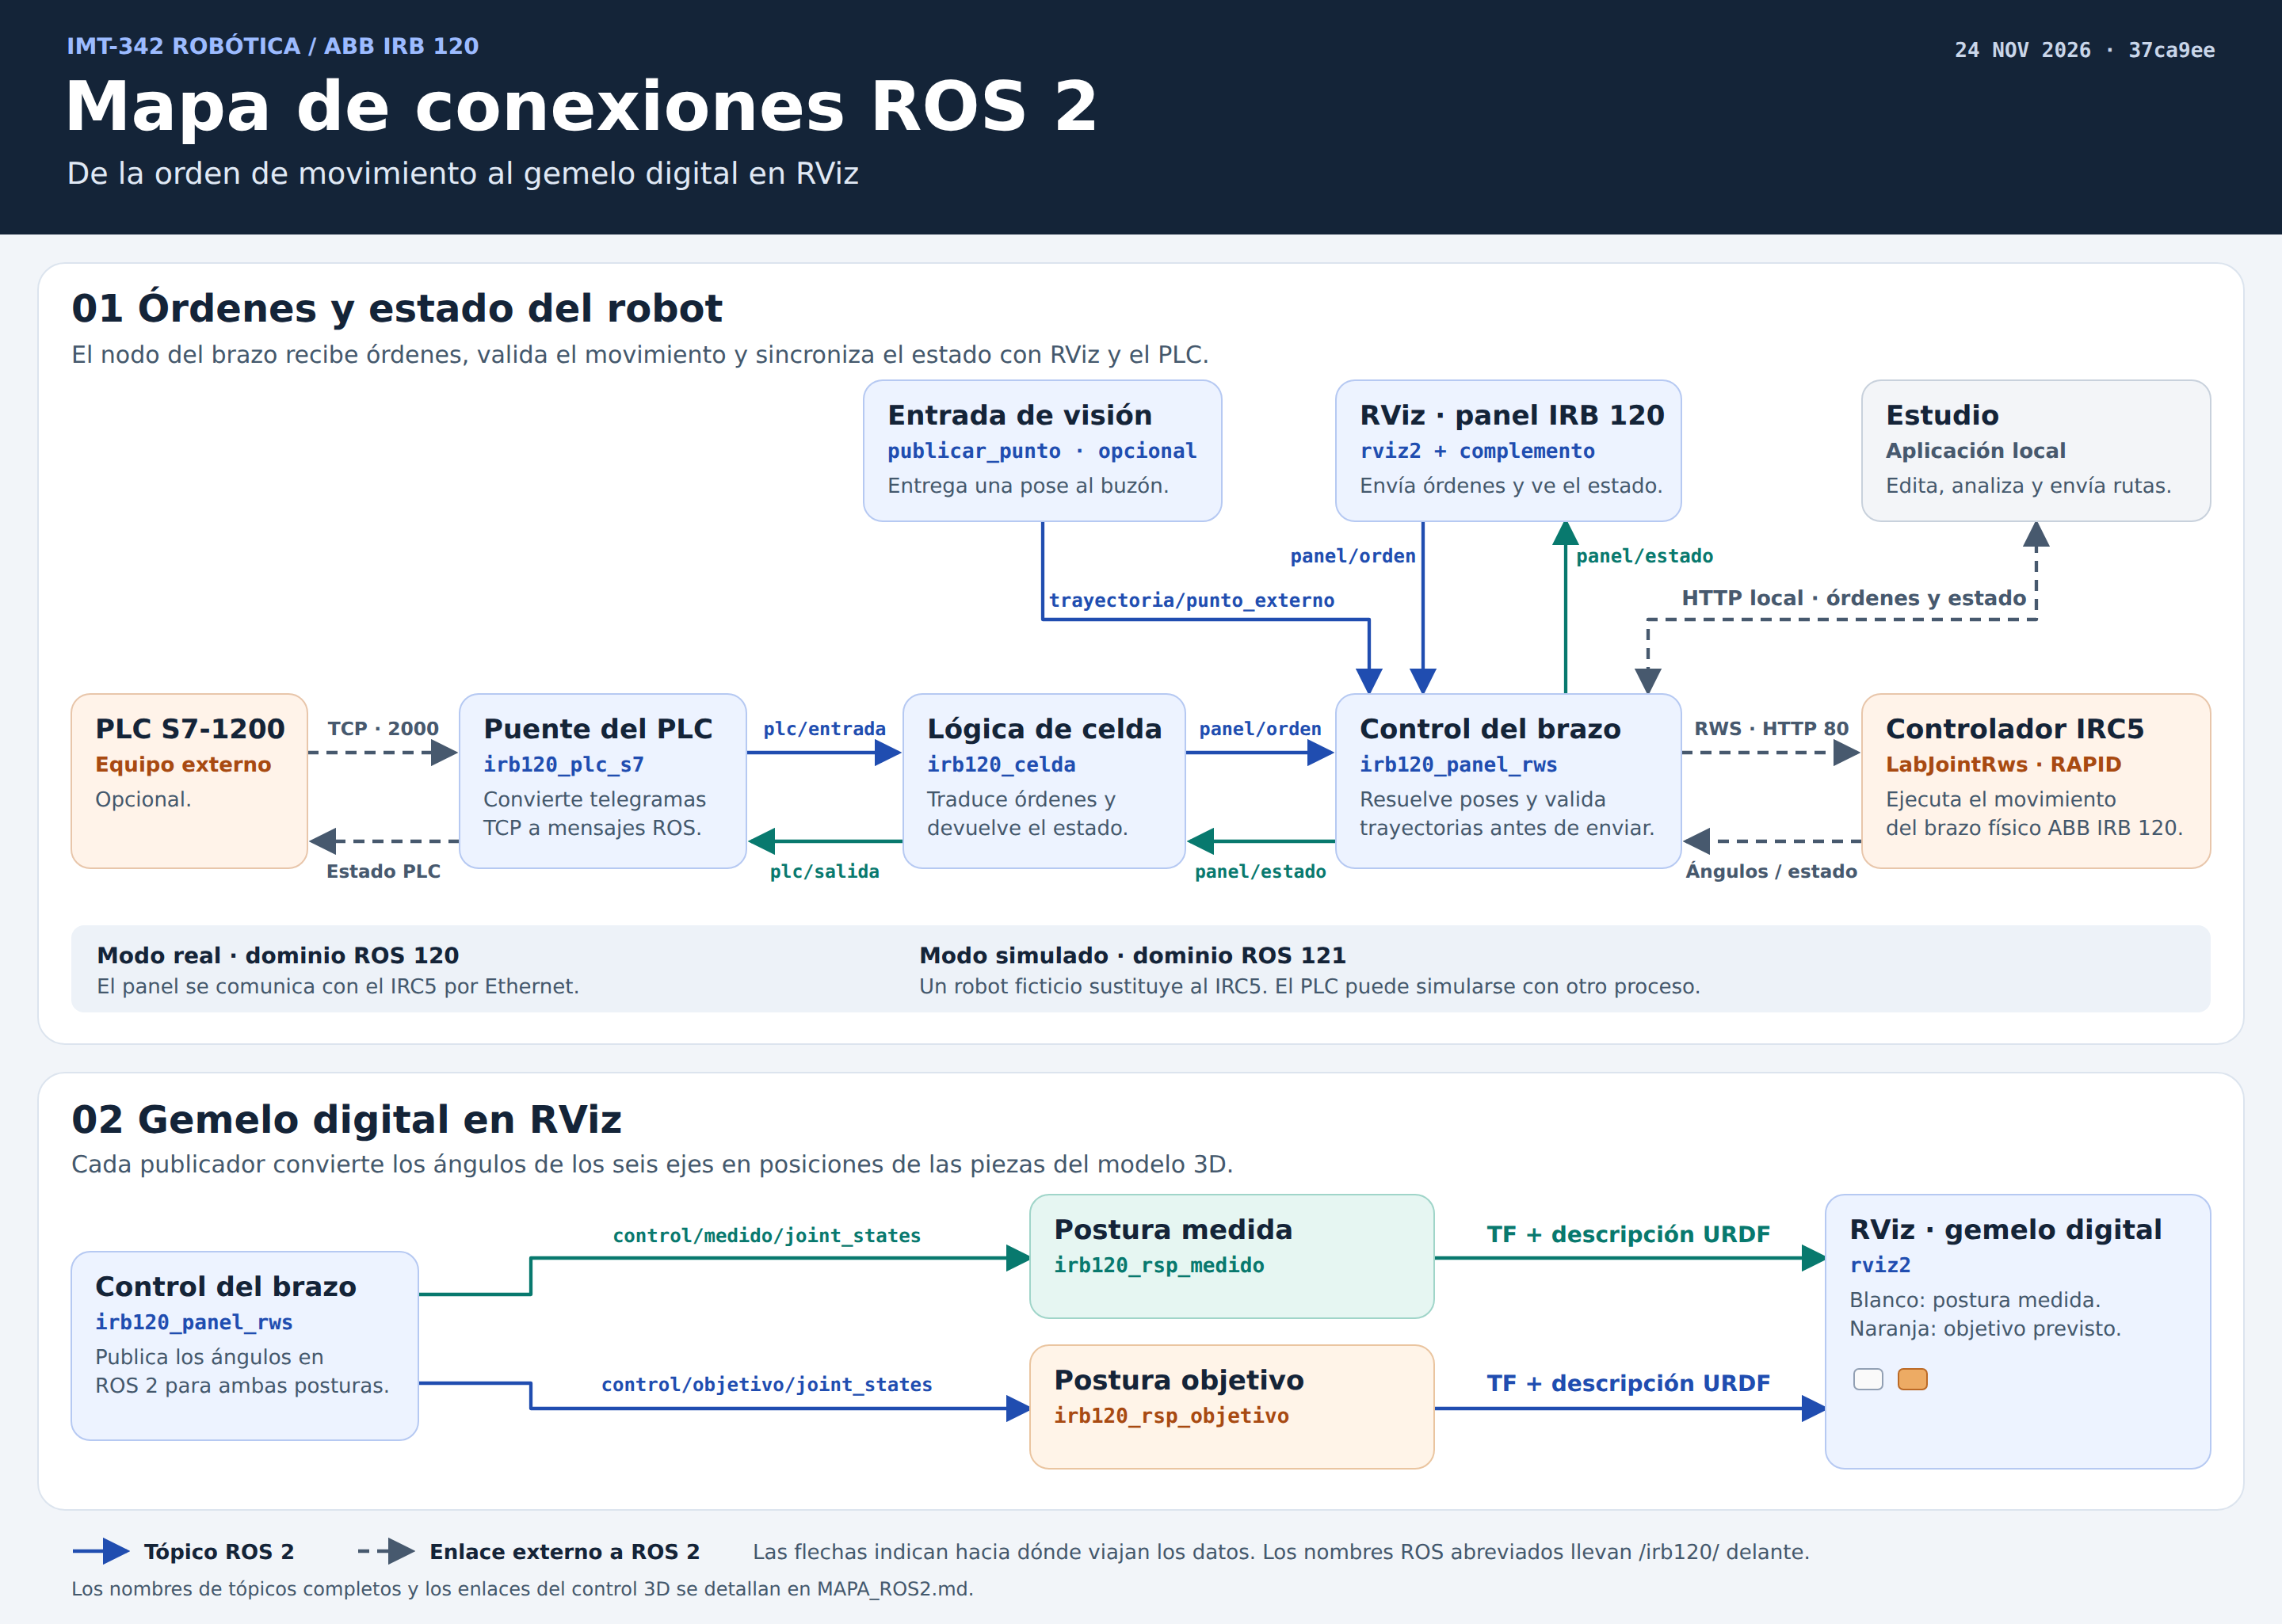 IMT-342 ROBÓTICA / ABB IRB 120
24 NOV 2026 · 37ca9ee
Mapa de conexiones ROS 2
De la orden de movimiento al gemelo digital en RViz
01 Órdenes y estado del robot
El nodo del brazo recibe órdenes, valida el movimiento y sincroniza el estado con RViz y el PLC.
Entrada de visión
publicar_punto · opcional
Entrega una pose al buzón.
RViz · panel IRB 120
rviz2 + complemento
Envía órdenes y ve el estado.
Estudio
Aplicación local
Edita, analiza y envía rutas.
panel/orden
panel/estado
trayectoria/punto_externo
HTTP local · órdenes y estado
PLC S7-1200
Equipo externo
Opcional.
TCP · 2000
Estado PLC
Puente del PLC
irb120_plc_s7
Convierte telegramas
TCP a mensajes ROS.
plc/entrada
plc/salida
Lógica de celda
irb120_celda
Traduce órdenes y
devuelve el estado.
panel/orden
panel/estado
Control del brazo
irb120_panel_rws
Resuelve poses y valida
trayectorias antes de enviar.
RWS · HTTP 80
Ángulos / estado
Controlador IRC5
LabJointRws · RAPID
Ejecuta el movimiento
del brazo físico ABB IRB 120.
Modo real · dominio ROS 120
El panel se comunica con el IRC5 por Ethernet.
Modo simulado · dominio ROS 121
Un robot ficticio sustituye al IRC5. El PLC puede simularse con otro proceso.
02 Gemelo digital en RViz
Cada publicador convierte los ángulos de los seis ejes en posiciones de las piezas del modelo 3D.
Control del brazo
irb120_panel_rws
Publica los ángulos en
ROS 2 para ambas posturas.
control/medido/joint_states
control/objetivo/joint_states
Postura medida
irb120_rsp_medido
Postura objetivo
irb120_rsp_objetivo
TF + descripción URDF
TF + descripción URDF
RViz · gemelo digital
rviz2
Blanco: postura medida.
Naranja: objetivo previsto.
Tópico ROS 2
Enlace externo a ROS 2
Las flechas indican hacia dónde viajan los datos. Los nombres ROS abreviados llevan /irb120/ delante.
Los nombres de tópicos completos y los enlaces del control 3D se detallan en MAPA_ROS2.md.